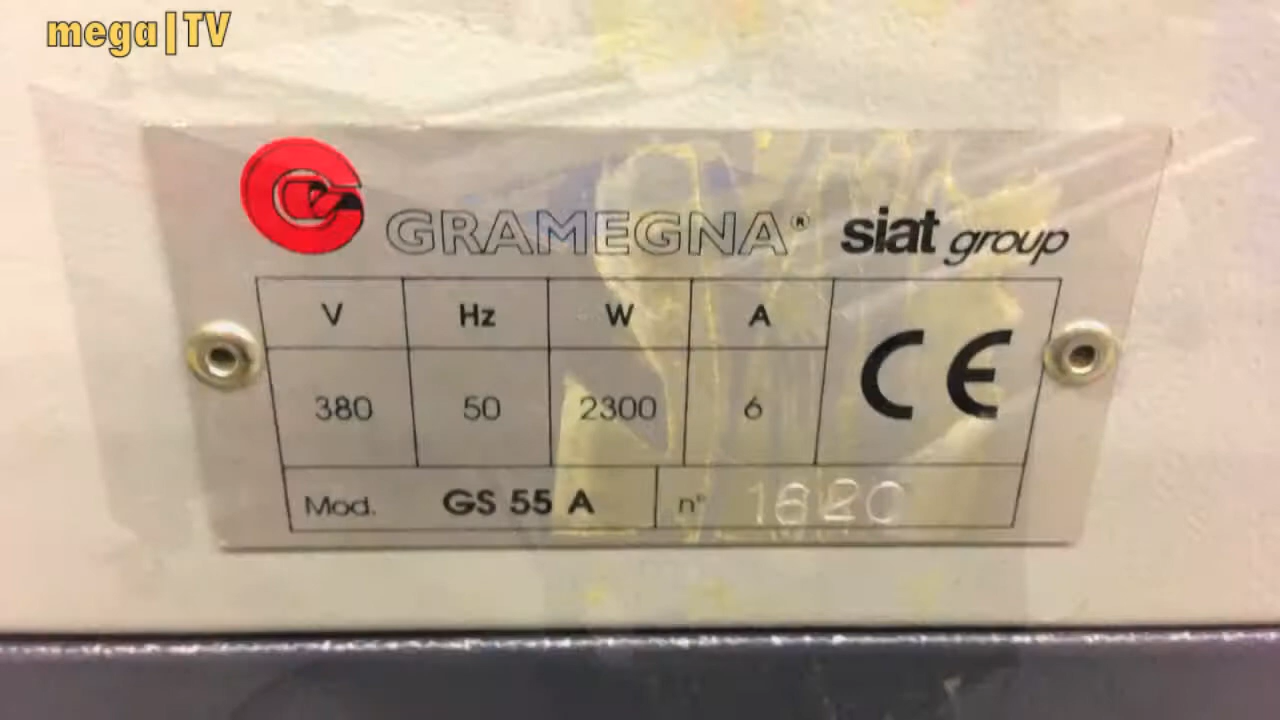 mega|TV
GRAMEGNA® siat group
V Hz W A
380 50 2300 6 CE
Mod. GS 55 A n° 1620